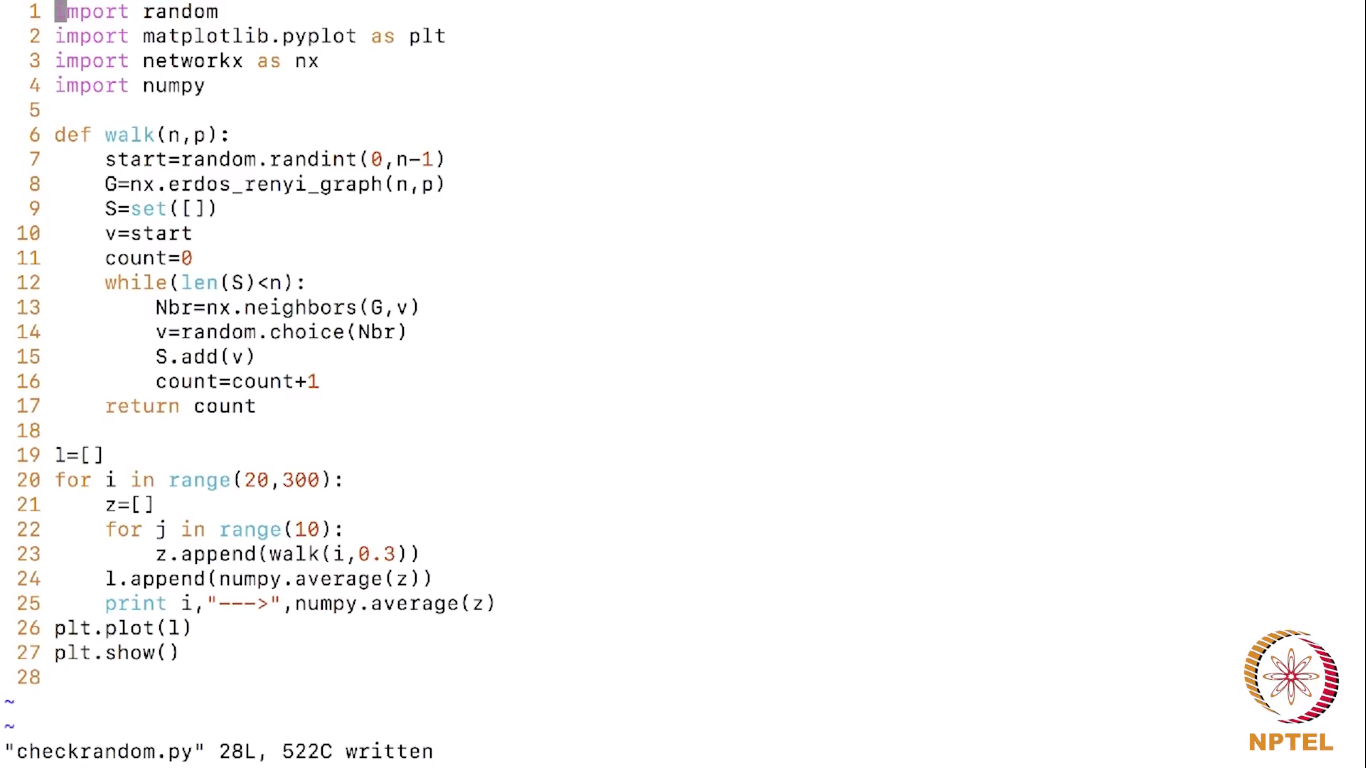 1 import random
2 import matplotlib.pyplot as plt
3 import networkx as nx
4 import numpy
5
6 def walk(n,p):
7     start=random.randint(0,n-1)
8     G=nx.erdos_renyi_graph(n,p)
9     S=set([])
10     v=start
11     count=0
12     while(len(S)<n):
13         Nbr=nx.neighbors(G,v)
14         v=random.choice(Nbr)
15         S.add(v)
16         count=count+1
17     return count
18
19 l=[]
20 for i in range(20,300):
21     z=[]
22     for j in range(10):
23         z.append(walk(i,0.3))
24     l.append(numpy.average(z))
25     print i,"--->",numpy.average(z)
26 plt.plot(l)
27 plt.show()
28
~
~
"checkrandom.py" 28L, 522C written
NPTEL